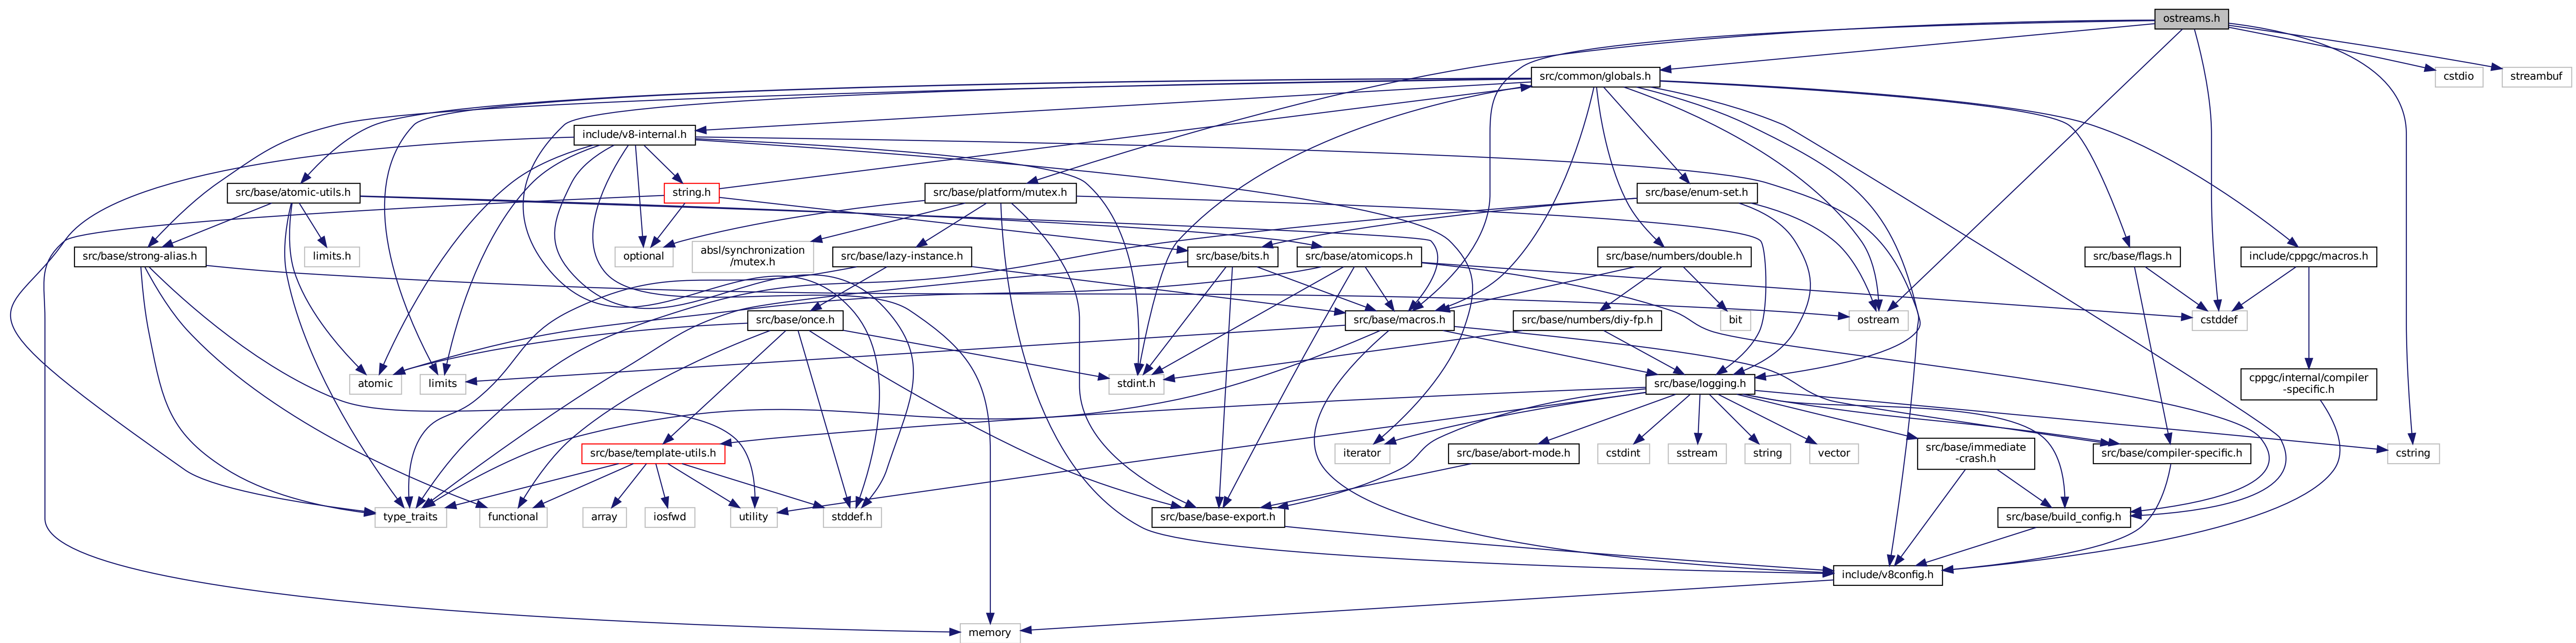 ostreams.h
src/common/globals.h
cstdio
streambuf
include/v8-internal.h
src/base/atomic-utils.h
string.h
src/base/platform/mutex.h
src/base/enum-set.h
src/base/strong-alias.h
limits.h
optional
absl/synchronization
/mutex.h
src/base/lazy-instance.h
src/base/bits.h
src/base/atomicops.h
src/base/numbers/double.h
src/base/flags.h
include/cppgc/macros.h
src/base/once.h
src/base/macros.h
src/base/numbers/diy-fp.h
bit
ostream
cstddef
atomic
limits
stdint.h
src/base/logging.h
cppgc/internal/compiler
-specific.h
src/base/template-utils.h
iterator
src/base/abort-mode.h
cstdint
sstream
string
vector
src/base/immediate
-crash.h
src/base/compiler-specific.h
cstring
type_traits
functional
array
iosfwd
utility
stddef.h
src/base/base-export.h
src/base/build_config.h
include/v8config.h
memory